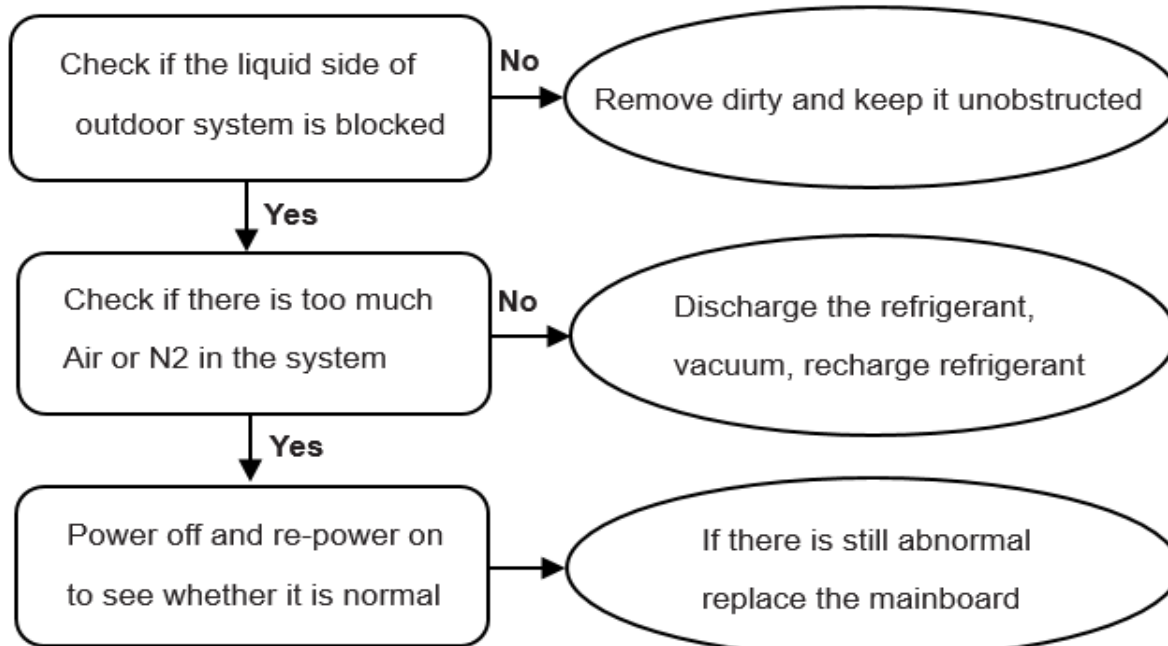 Check if the liquid side of
outdoor system is blocked
No
Remove dirty and keep it unobstructed
Yes
Check if there is too much
Air or N2 in the system
No
Discharge the refrigerant,
vacuum, recharge refrigerant
Yes
Power off and re-power on
to see whether it is normal
If there is still abnormal
replace the mainboard